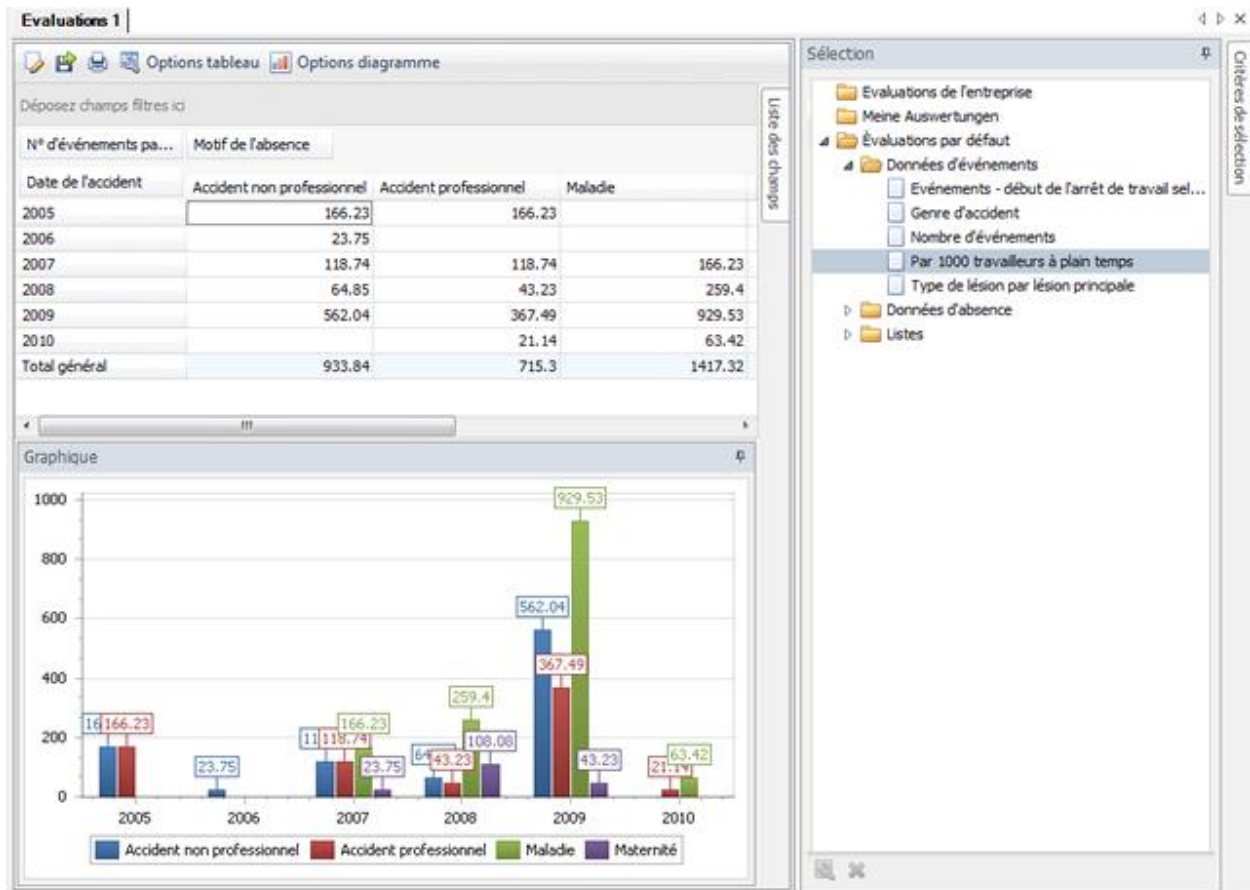 Evaluations 1
Options tableau Options diagramme
Déposez champs filtres ici
N° d'événements pa... Motif de l'absence
Date de l'accident Accident non professionnel Accident professionnel Maladie
2005 166.23 166.23
2006 23.75
2007 118.74 118.74 166.23
2008 64.85 43.23 259.4
2009 562.04 367.49 929.53
2010 21.14 63.42
Total général 933.84 715.3 1417.32
Liste des champs
Graphique
1000
800
600
400
200
0
166.23
23.75
118.74
166.23
23.75
43.23
259.4
108.08
562.04
367.49
929.53
43.23
21.14
63.42
2005 2006 2007 2008 2009 2010
Accident non professionnel Accident professionnel Maladie Maternité
Sélection
Evaluations de l'entreprise
Meine Auswertungen
Évaluations par défaut
Données d'événements
Evénements - début de l'arrêt de travail sel...
Genre d'accident
Nombre d'événements
Par 1000 travailleurs à plain temps
Type de lésion par lésion principale
Données d'absence
Listes
Critères de sélection